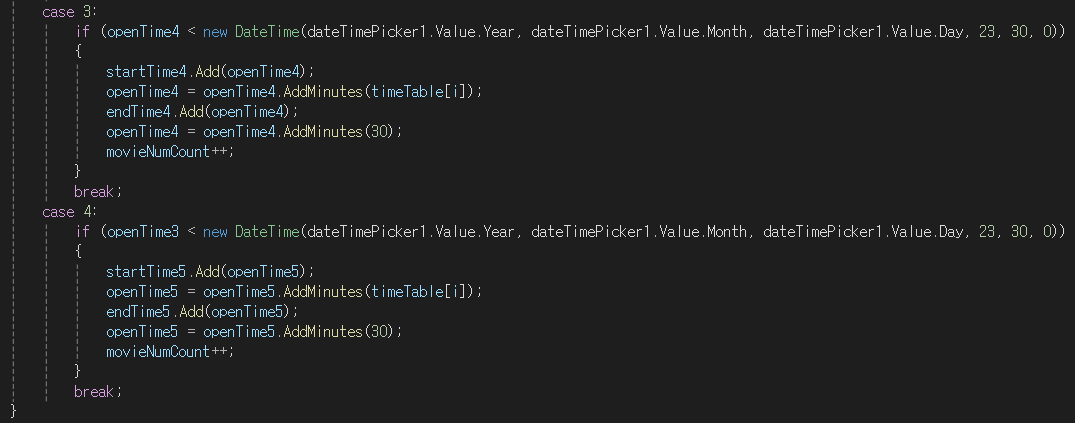 case 3:
if (openTime4 < new DateTime(dateTimePicker1.Value.Year, dateTimePicker1.Value.Month, dateTimePicker1.Value.Day, 23, 30, 0))
{
startTime4.Add(openTime4);
openTime4 = openTime4.AddMinutes(timeTable[i]);
endTime4.Add(openTime4);
openTime4 = openTime4.AddMinutes(30);
movieNumCount++;
}
break;
case 4:
if (openTime3 < new DateTime(dateTimePicker1.Value.Year, dateTimePicker1.Value.Month, dateTimePicker1.Value.Day, 23, 30, 0))
{
startTime5.Add(openTime5);
openTime5 = openTime5.AddMinutes(timeTable[i]);
endTime5.Add(openTime5);
openTime5 = openTime5.AddMinutes(30);
movieNumCount++;
}
break;
}